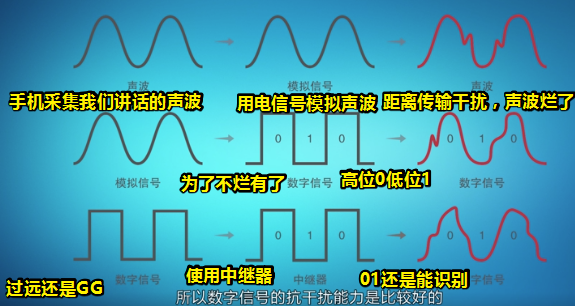 声波
模拟信号
声波
手机采集我们讲话的声波
用电信号模拟声波
距离传输干扰，声波烂了
0 1 0
0 1 0
模拟信号
数字信号
数字信号
为了不烂有了
高位0低位1
0 1 0
0 1 0
数字信号
中继器
数字信号
过远还是GG
使用中继器
01还是能识别
所以数字信号的抗干扰能力是比较好的